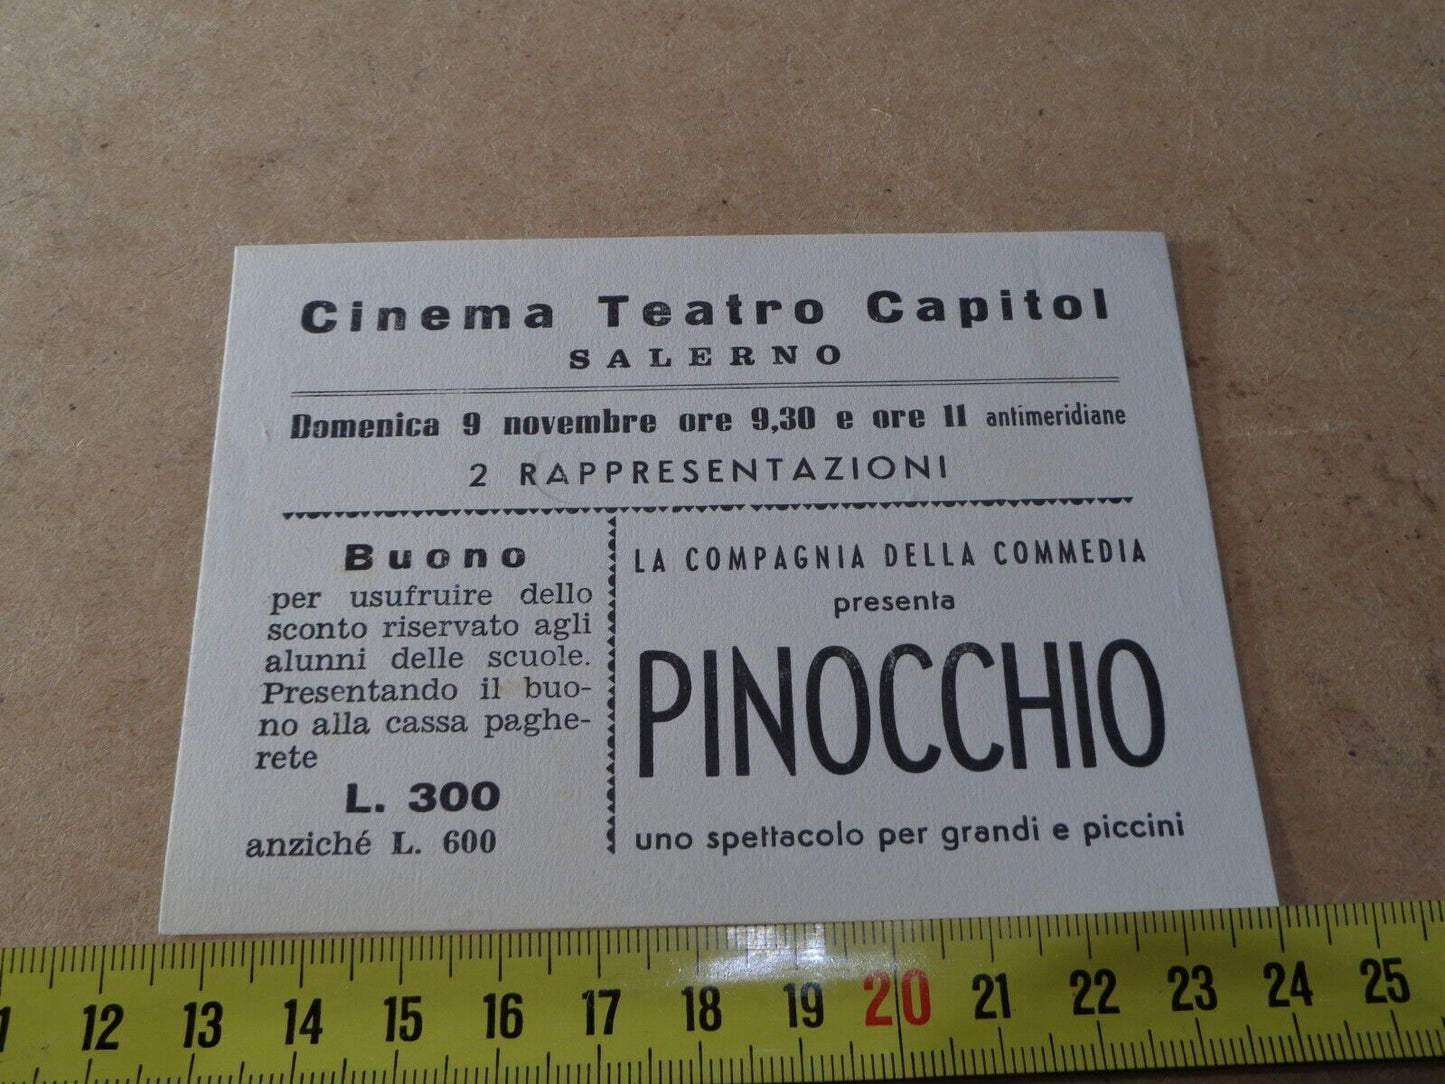 Cinema Teatro Capitol
SALERNO
Domenica 9 novembre ore 9,30 e ore 11 antimeridiane
2 RAPPRESENTAZIONI
Buono
per usufruire dello
sconto riservato agli
alunni delle scuole.
Presentando il buo-
no alla cassa paghe-
rete
L. 300
anziché L. 600
LA COMPAGNIA DELLA COMMEDIA
presenta
PINOCCHIO
uno spettacolo per grandi e piccini
1 12 13 14 15 16 17 18 19 20 21 22 23 24 25